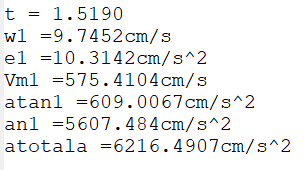 t = 1.5190
w1 =9.7452cm/s
e1 =10.3142cm/s^2
Vm1 =575.4104cm/s
atan1 =609.0067cm/s^2
an1 =5607.484cm/s^2
atotala =6216.4907cm/s^2